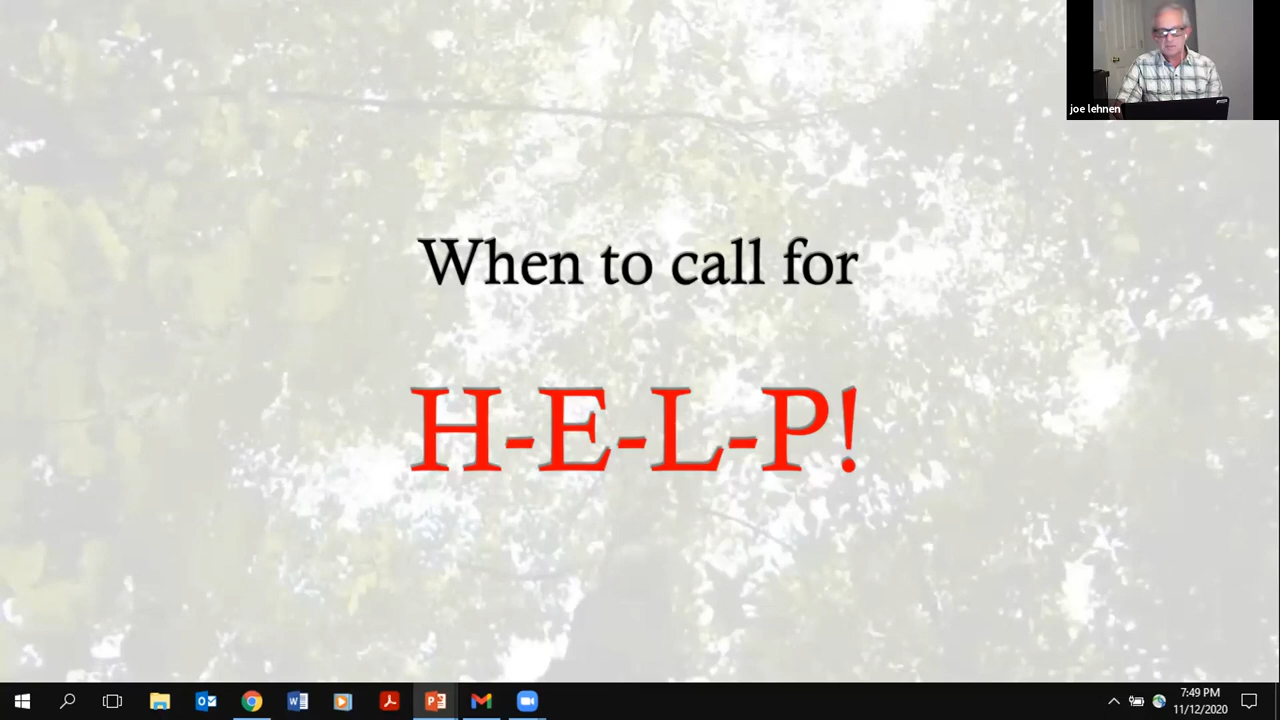 joe lehnen
When to call for
H-E-L-P!
7:49 PM
11/12/2020